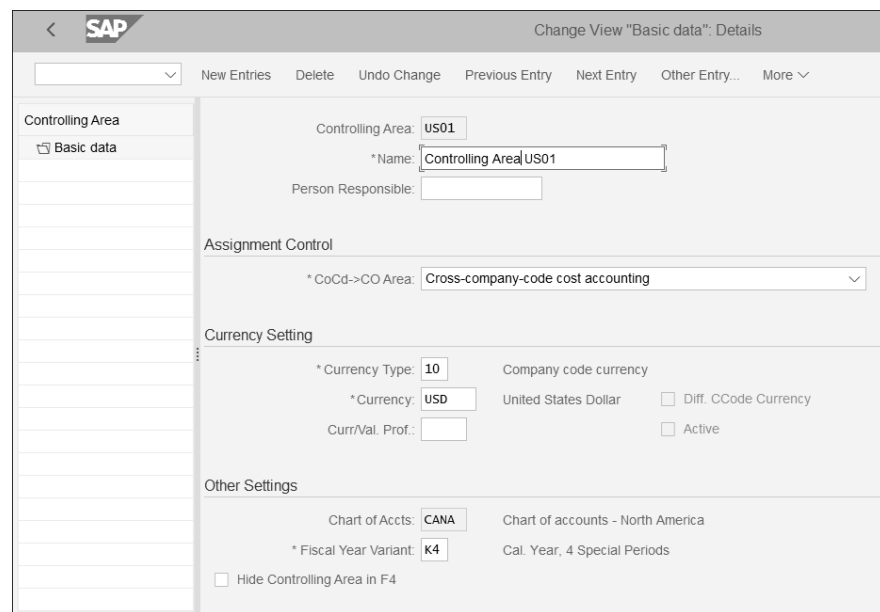 SAP Change View "Basic data": Details
New Entries Delete Undo Change Previous Entry Next Entry Other Entry... More
Controlling Area
Basic data
Controlling Area: US01
*Name: Controlling Area US01
Person Responsible:
Assignment Control
* CoCd->CO Area: Cross-company-code cost accounting
Currency Setting
* Currency Type: 10 Company code currency
* Currency: USD United States Dollar Diff. CCode Currency
Curr/Val. Prof.: Active
Other Settings
Chart of Accts: CANA Chart of accounts - North America
* Fiscal Year Variant: K4 Cal. Year, 4 Special Periods
Hide Controlling Area in F4